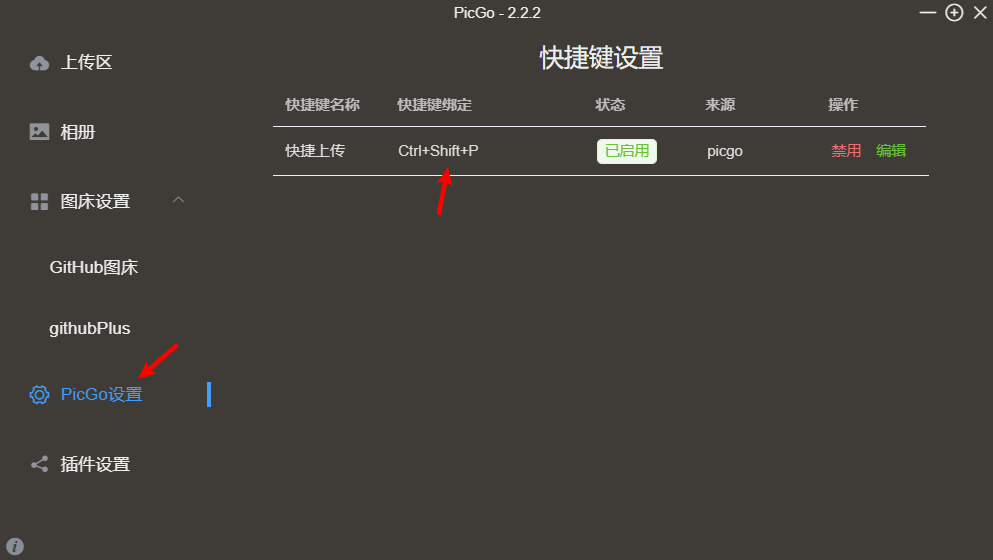 PicGo - 2.2.2
上传区
相册
图床设置
GitHub图床
githubPlus
PicGo设置
插件设置
快捷键设置
快捷键名称 快捷键绑定 状态 来源 操作
快捷上传 Ctrl+Shift+P 已启用 picgo 禁用 编辑